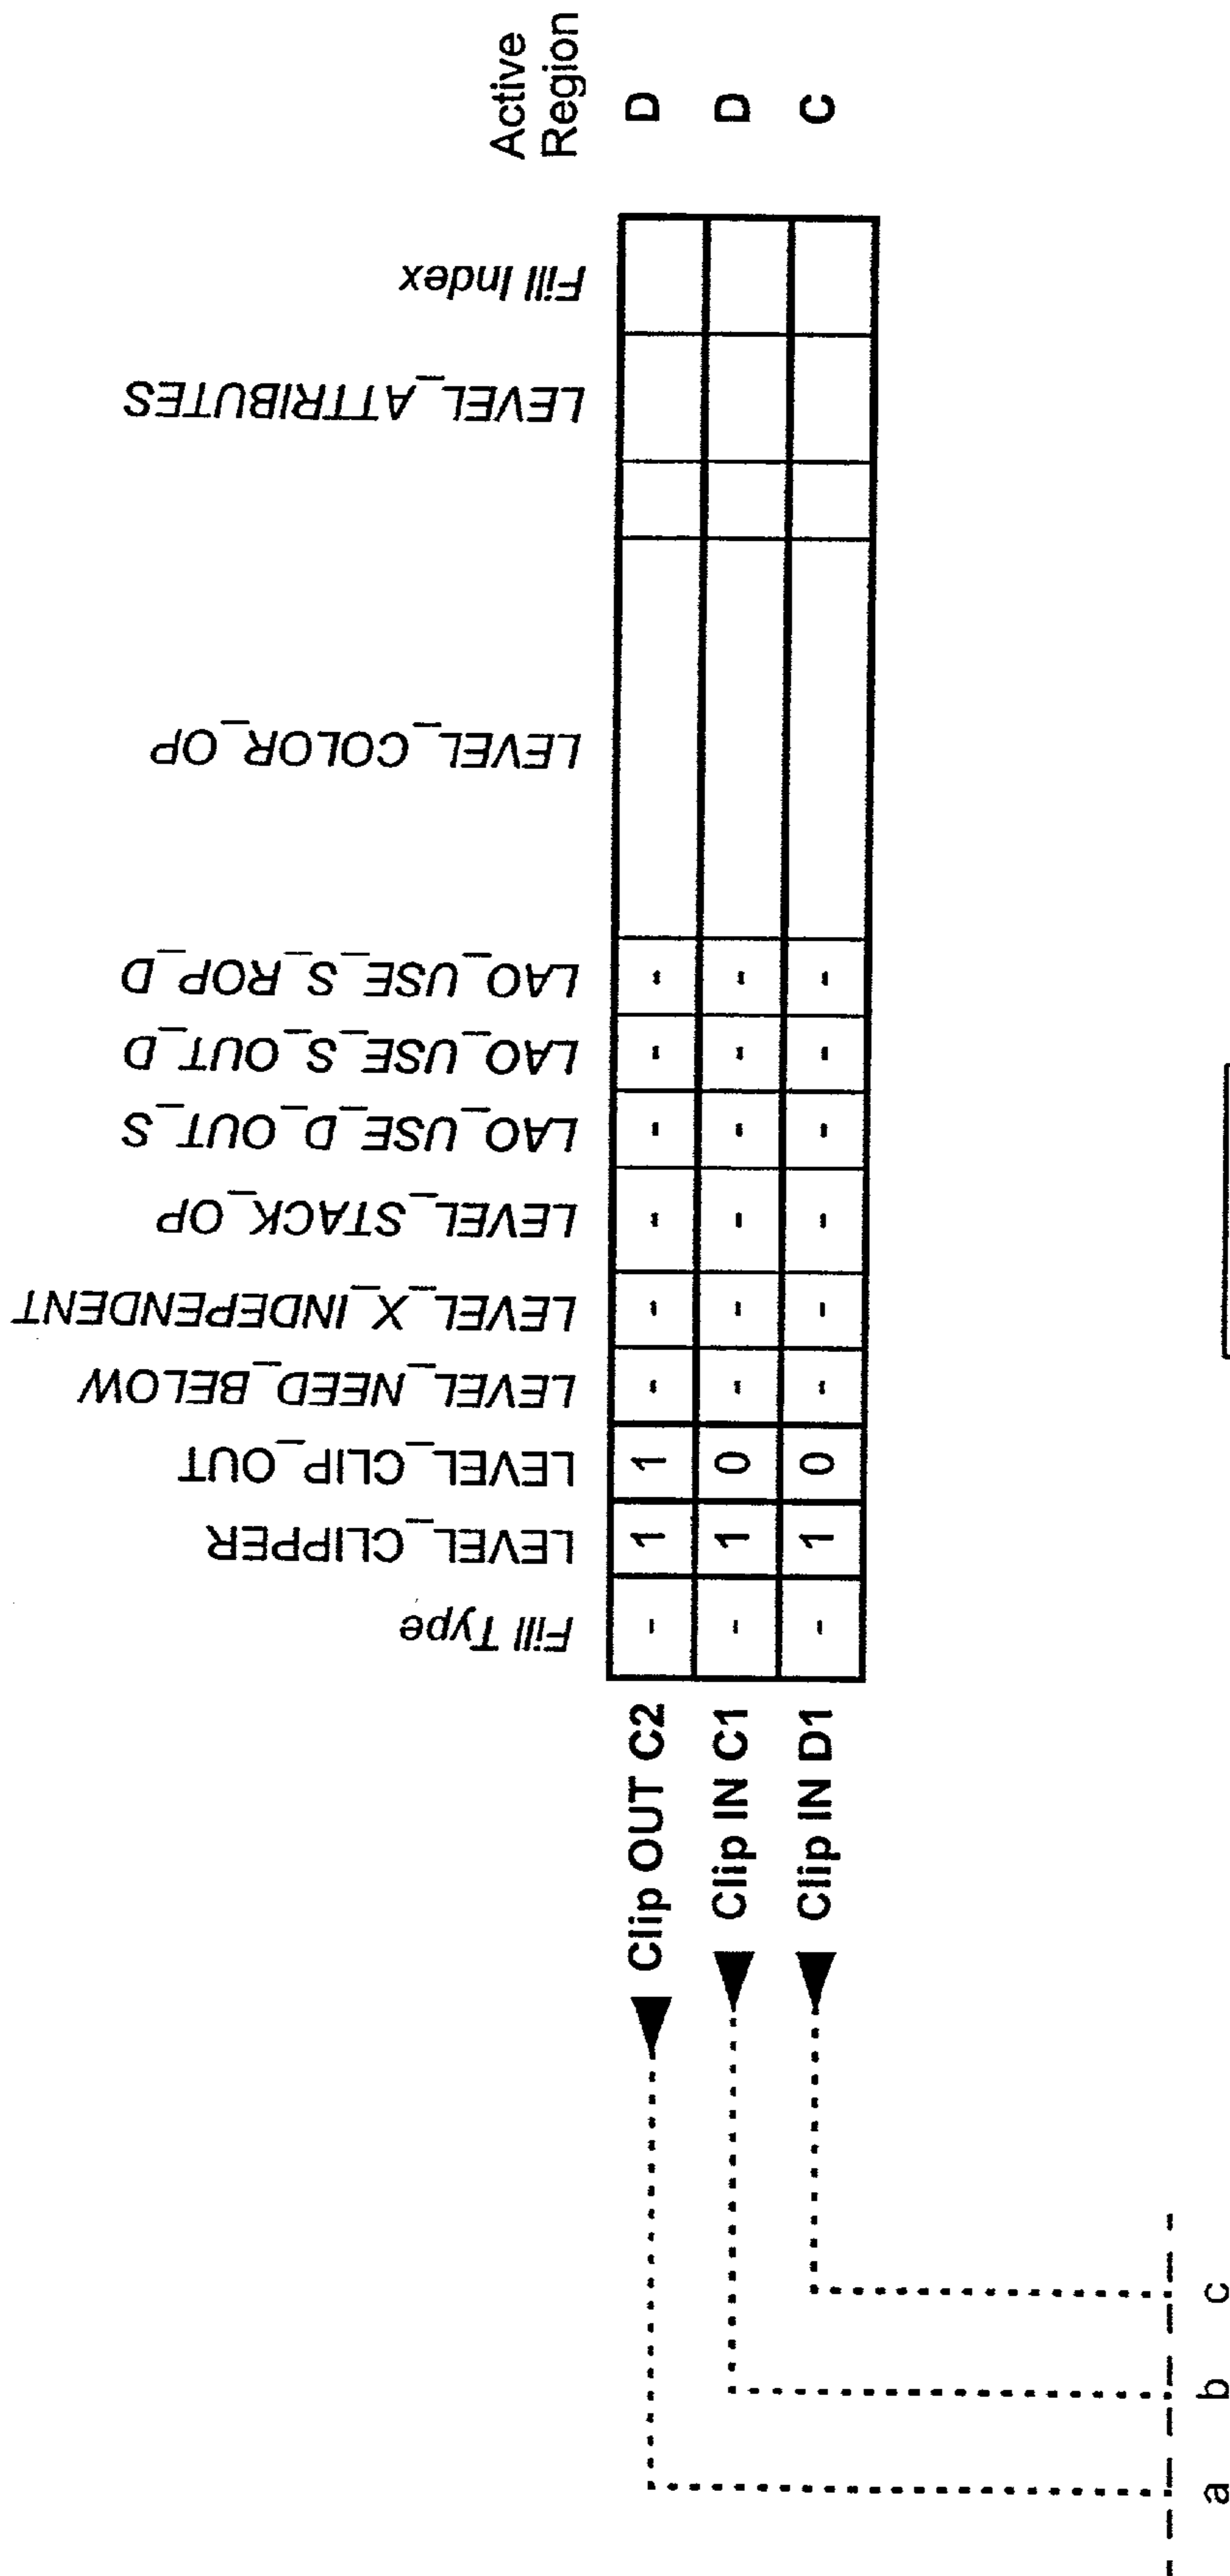 Fill Type
LEVEL_CLIPPER
LEVEL_CLIP_OUT
LEVEL_NEED_BELOW
LEVEL_X_INDEPENDENT
LEVEL_STACK_OP
LAO_USE_D_OUT_S
LAO_USE_S_OUT_D
LAO_USE_S_ROP_D
LEVEL_COLOR_OP
LEVEL_ATTRIBUTES
Fill Index
Active
Region
Clip OUT C2 - 1 1 - - - - - - D
Clip IN C1 - 1 0 - - - - - - D
Clip IN D1 - 1 0 - - - - - - C
a
b
c